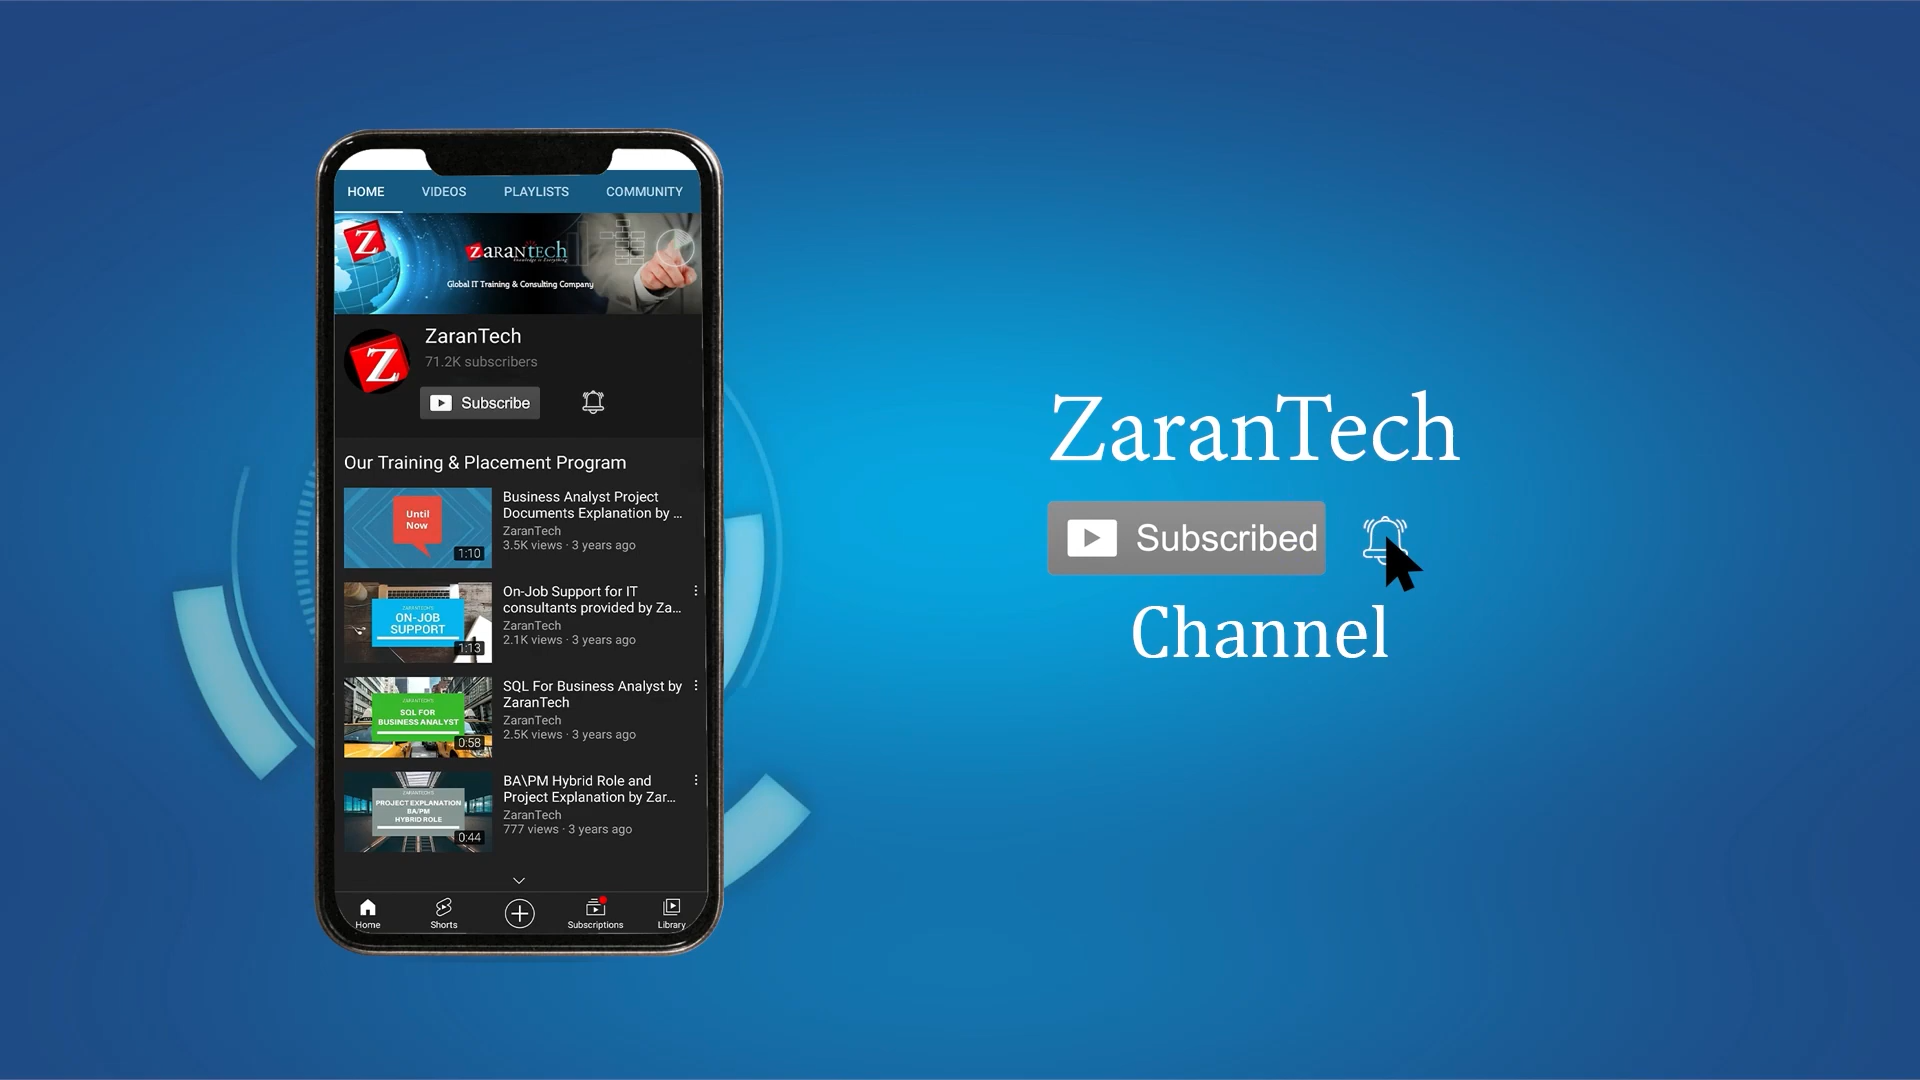 HOME VIDEOS PLAYLISTS COMMUNITY
Z
ZARANTECH
Global IT Training & Consulting Company
Z
ZaranTech
71.2K subscribers
Subscribe
Our Training & Placement Program
Until
Now
1:10
Business Analyst Project
Documents Explanation by ...
ZaranTech
3.5K views · 3 years ago
ZARANTECH'S
ON-JOB
SUPPORT
1:13
On-Job Support for IT
consultants provided by Za...
ZaranTech
2.1K views · 3 years ago
ZARANTECH'S
SQL FOR
BUSINESS ANALYST
0:58
SQL For Business Analyst by
ZaranTech
ZaranTech
2.5K views · 3 years ago
ZARANTECH'S
PROJECT EXPLANATION
BA/PM
HYBRID ROLE
0:44
BA\PM Hybrid Role and
Project Explanation by Zar...
ZaranTech
777 views · 3 years ago
Home Shorts Subscriptions Library
ZaranTech
Subscribed
Channel